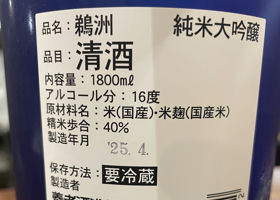 品名：鵜洲 純米大吟醸
品目：清酒
内容量：1800mℓ
アルコール分：16度
原材料名：米(国産)・米麹(国産米)
精米歩合：40%
製造年月 '25.4.
保存方法：要冷蔵
製造者